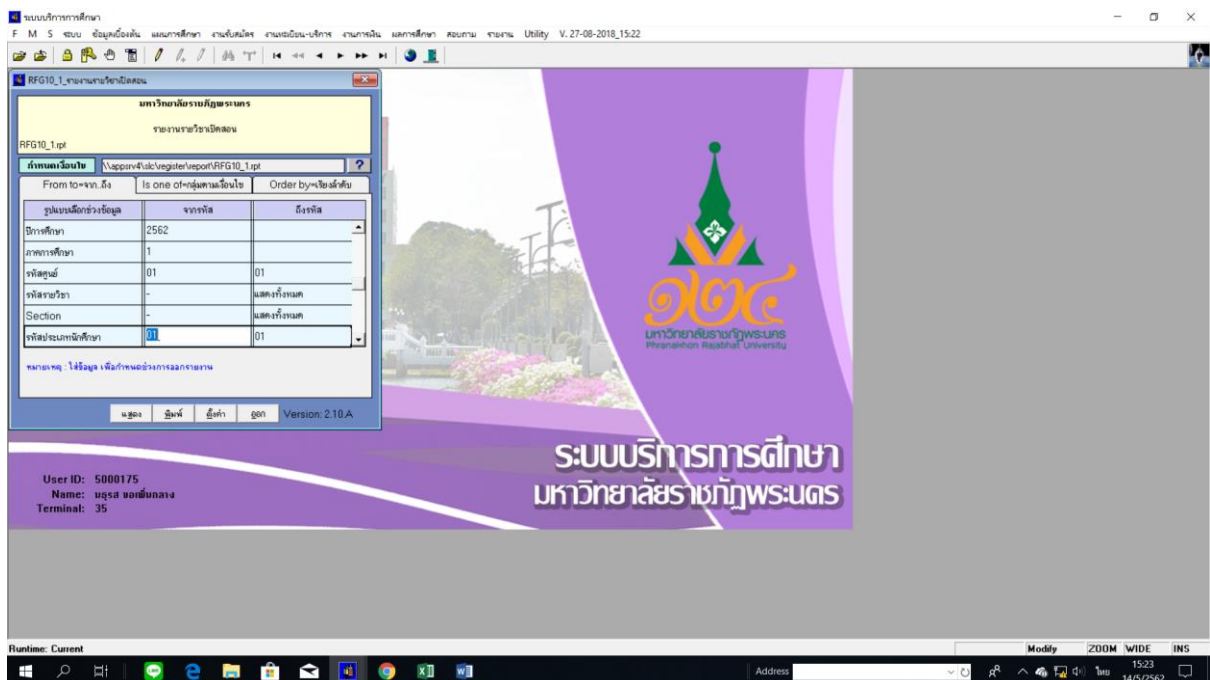 ระบบบริการการศึกษา
F M S ระบบ ข้อมูลเบื้องต้น แผนการศึกษา งานรับสมัคร งานทะเบียน-บริการ งานการเงิน ผลการศึกษา สอบถาม รายงาน Utility V. 27-08-2018_15:22
RFG10_1_รายงานรายวิชาเปิดสอน
มหาวิทยาลัยราชภัฏพระนคร
รายงานรายวิชาเปิดสอน
RFG10_1.rpt
กำหนดเงื่อนไข \\appsrv4\slc\register\report\RFG10_1.rpt ?
From to=จาก..ถึง Is one of=กลุ่มตามเงื่อนไข Order by=เรียงลำดับ
รูปแบบเลือกช่วงข้อมูล จากรหัส ถึงรหัส
ปีการศึกษา 2562
ภาคการศึกษา 1
รหัสศูนย์ 01 01
รหัสรายวิชา - แสดงทั้งหมด
Section - แสดงทั้งหมด
รหัสประเภทนักศึกษา 01 01
หมายเหตุ : ใส่ข้อมูล เพื่อกำหนดช่วงการออกรายงาน
แสดง พิมพ์ ตั้งค่า ออก Version: 2.10.A
๑๒๕
มหาวิทยาลัยราชภัฏพระนคร
Phranakhon Rajabhat University
ระบบบริการการศึกษา
มหาวิทยาลัยราชภัฏพระนคร
User ID: 5000175
Name: มธุรส
Terminal: 35
Runtime: Current Modify ZOOM WIDE INS
Address ไทย 15:23
14/5/2562